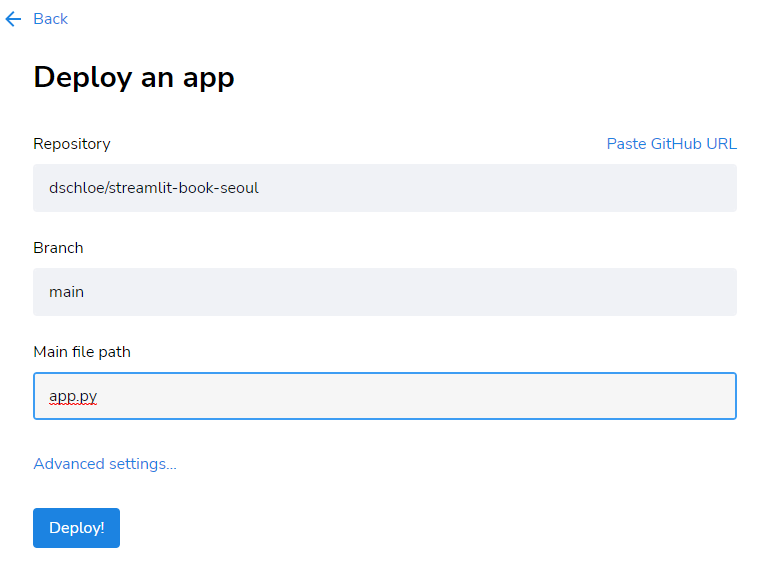 Back
Deploy an app
Repository
Paste GitHub URL
dschloe/streamlit-book-seoul
Branch
main
Main file path
app.py
Advanced settings...
Deploy!